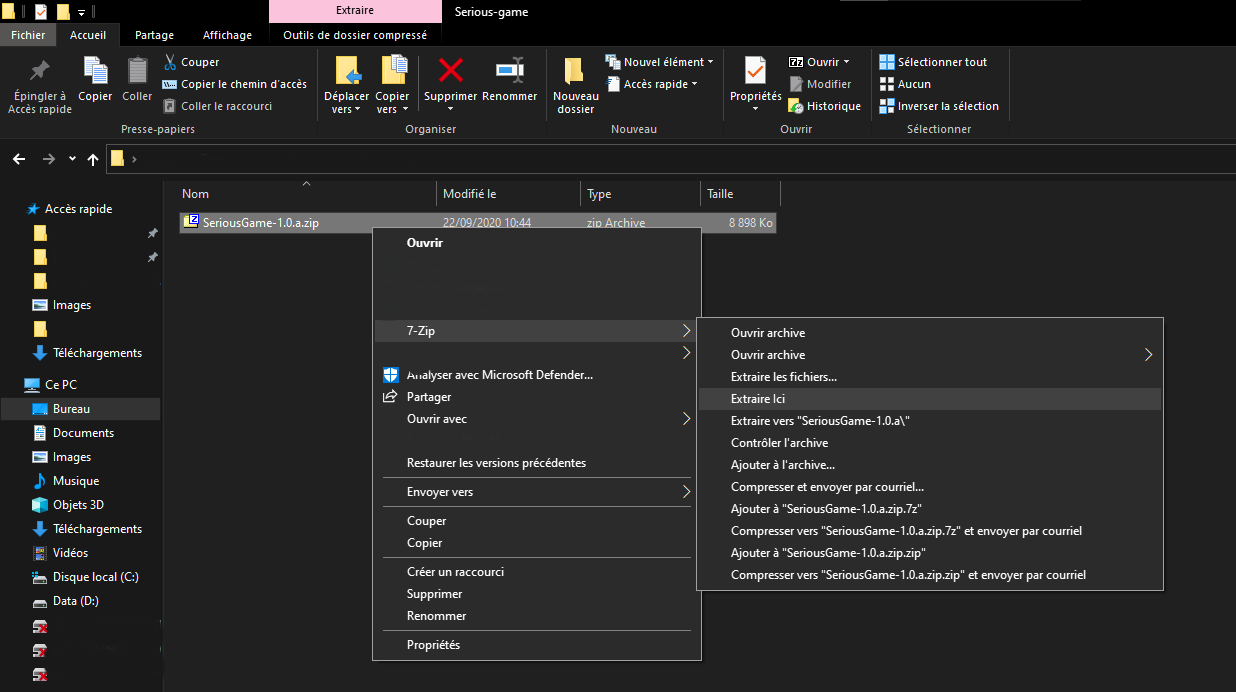 Extraire
Serious-game
Fichier
Accueil
Partage
Affichage
Outils de dossier compressé
Épingler à
Accès rapide
Copier
Coller
Couper
Copier le chemin d'accès
Coller le raccourci
Presse-papiers
Déplacer
vers
Copier
vers
Supprimer
Renommer
Organiser
Nouveau
dossier
Nouvel élément
Accès rapide
Nouveau
Propriétés
Ouvrir
Modifier
Historique
Ouvrir
Sélectionner tout
Aucun
Inverser la sélection
Sélectionner
Accès rapide
Images
Téléchargements
Ce PC
Bureau
Documents
Images
Musique
Objets 3D
Téléchargements
Vidéos
Disque local (C:)
Data (D:)
Nom
Modifié le
Type
Taille
SeriousGame-1.0.a.zip
22/09/2020 10:44
zip Archive
8 898 Ko
Ouvrir
7-Zip
Analyser avec Microsoft Defender...
Partager
Ouvrir avec
Restaurer les versions précédentes
Envoyer vers
Couper
Copier
Créer un raccourci
Supprimer
Renommer
Propriétés
Ouvrir archive
Ouvrir archive
Extraire les fichiers...
Extraire Ici
Extraire vers "SeriousGame-1.0.a\"
Contrôler l'archive
Ajouter à l'archive...
Compresser et envoyer par courriel...
Ajouter à "SeriousGame-1.0.a.zip.7z"
Compresser vers "SeriousGame-1.0.a.zip.7z" et envoyer par courriel
Ajouter à "SeriousGame-1.0.a.zip.zip"
Compresser vers "SeriousGame-1.0.a.zip.zip" et envoyer par courriel